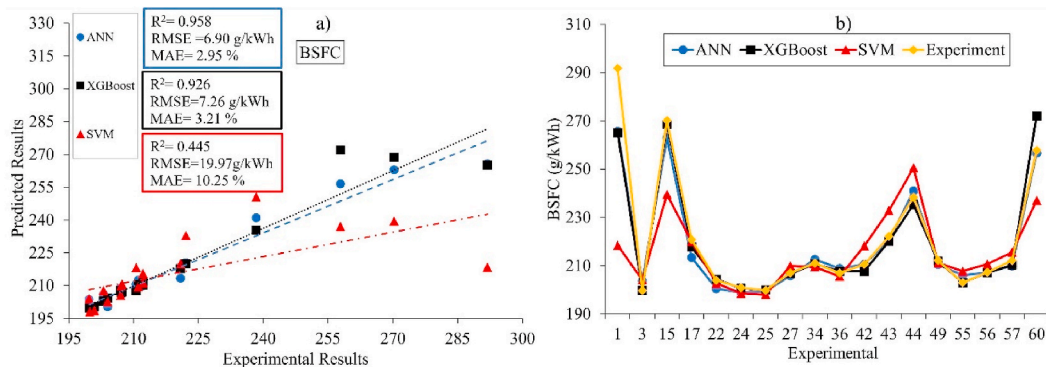 a)
BSFC
ANN
XGBoost
SVM
R² = 0.958
RMSE =6.90 g/kWh
MAE= 2.95 %
R² = 0.926
RMSE=7.26 g/kWh
MAE= 3.21 %
R² = 0.445
RMSE=19.97g/kWh
MAE= 10.25 %
Predicted Results
330
315
300
285
270
255
240
225
210
195
195 210 225 240 255 270 285 300
Experimental Results
b)
ANN XGBoost SVM Experiment
BSFC (g/kWh)
310
290
270
250
230
210
190
1 3 15 17 22 24 25 27 34 36 42 43 44 49 55 56 57 60
Experimental